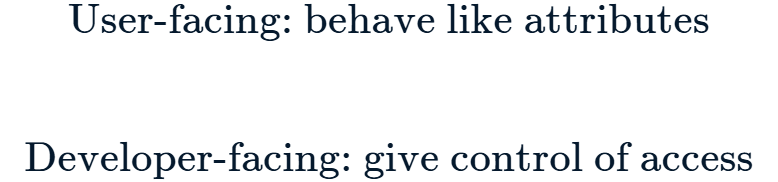 User-facing: behave like attributes
Developer-facing: give control of access